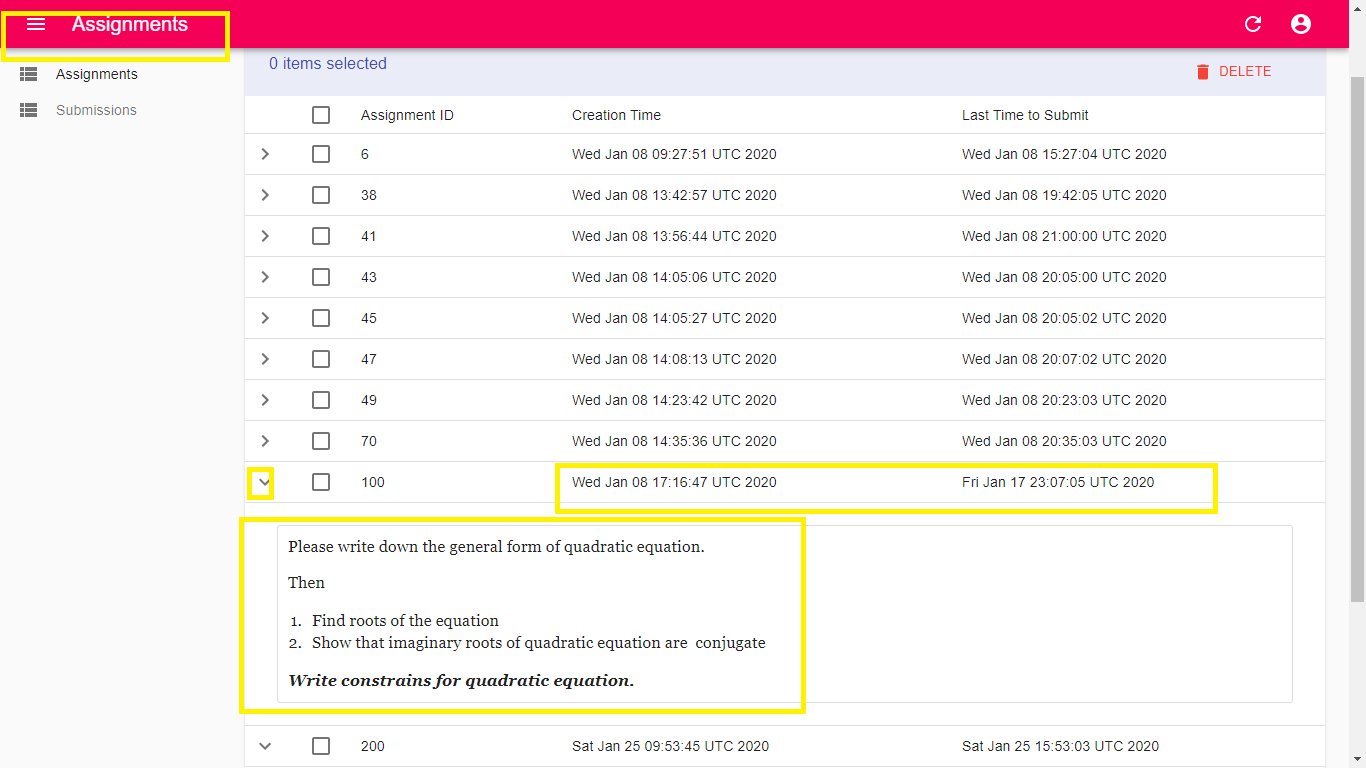 Assignments
Assignments
Submissions
0 items selected
DELETE
Assignment ID Creation Time Last Time to Submit
6 Wed Jan 08 09:27:51 UTC 2020 Wed Jan 08 15:27:04 UTC 2020
38 Wed Jan 08 13:42:57 UTC 2020 Wed Jan 08 19:42:05 UTC 2020
41 Wed Jan 08 13:56:44 UTC 2020 Wed Jan 08 21:00:00 UTC 2020
43 Wed Jan 08 14:05:06 UTC 2020 Wed Jan 08 20:05:00 UTC 2020
45 Wed Jan 08 14:05:27 UTC 2020 Wed Jan 08 20:05:02 UTC 2020
47 Wed Jan 08 14:08:13 UTC 2020 Wed Jan 08 20:07:02 UTC 2020
49 Wed Jan 08 14:23:42 UTC 2020 Wed Jan 08 20:23:03 UTC 2020
70 Wed Jan 08 14:35:36 UTC 2020 Wed Jan 08 20:35:03 UTC 2020
100 Wed Jan 08 17:16:47 UTC 2020 Fri Jan 17 23:07:05 UTC 2020
Please write down the general form of quadratic equation.
Then
1. Find roots of the equation
2. Show that imaginary roots of quadratic equation are conjugate
Write constrains for quadratic equation.
200 Sat Jan 25 09:53:45 UTC 2020 Sat Jan 25 15:53:03 UTC 2020